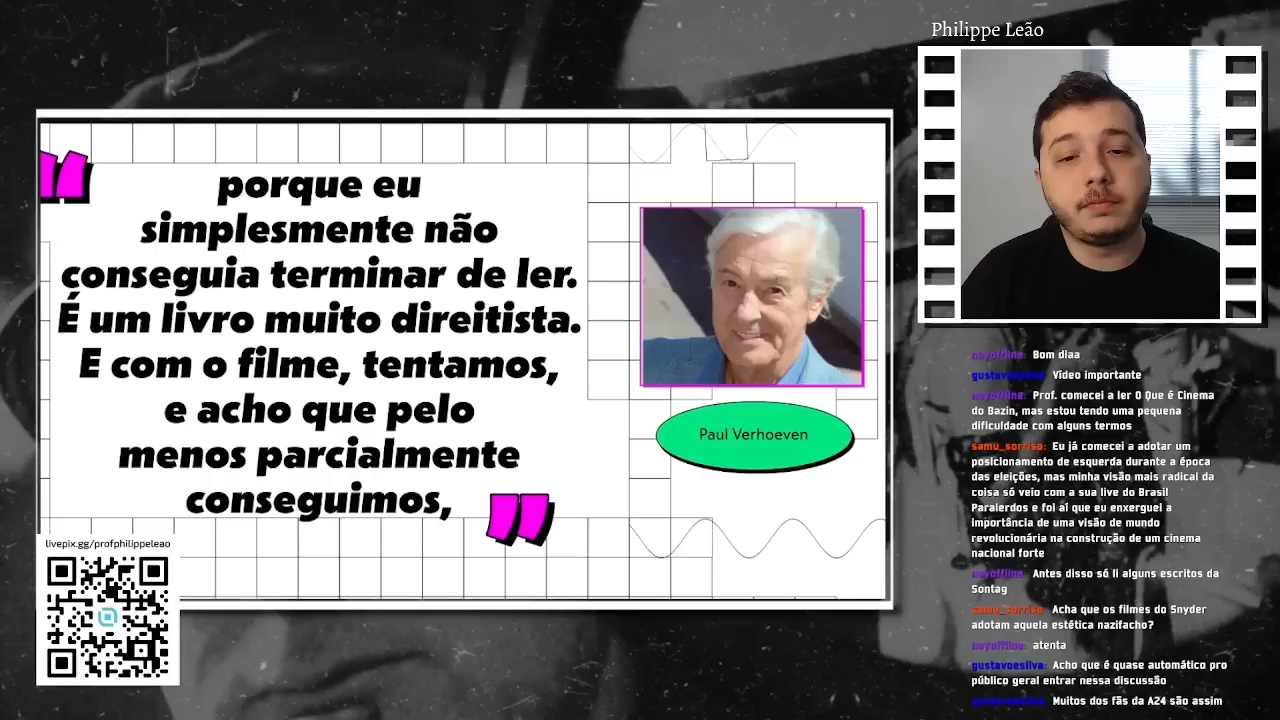 Philippe Leão
porque eu
simplesmente não
conseguia terminar de ler.
É um livro muito direitista.
E com o filme, tentamos,
e acho que pelo
menos parcialmente
conseguimos,
Paul Verhoeven
livepix.gg/profphilippeleao
nayoffline: Bom diaa
gustavoesilva: Vídeo importante
nayoffline: Prof. comecei a ler O Que é Cinema
do Bazin, mas estou tendo uma pequena
dificuldade com alguns termos
samu_sorriso: Eu já comecei a adotar um
posicionamento de esquerda durante a época
das eleições, mas minha visão mais radical da
coisa só veio com a sua live do Brasil
Paralerdos e foi aí que eu enxerguei a
importância de uma visão de mundo
revolucionária na construção de um cinema
nacional forte
nayoffline: Antes disso só li alguns escritos da
Sontag
samu_sorriso: Acha que os filmes do Snyder
adotam aquela estética nazifacho?
nayoffline: atenta
gustavoesilva: Acho que é quase automático pro
público geral entrar nessa discussão
gustavoesilva: Muitos dos fãs da A24 são assim